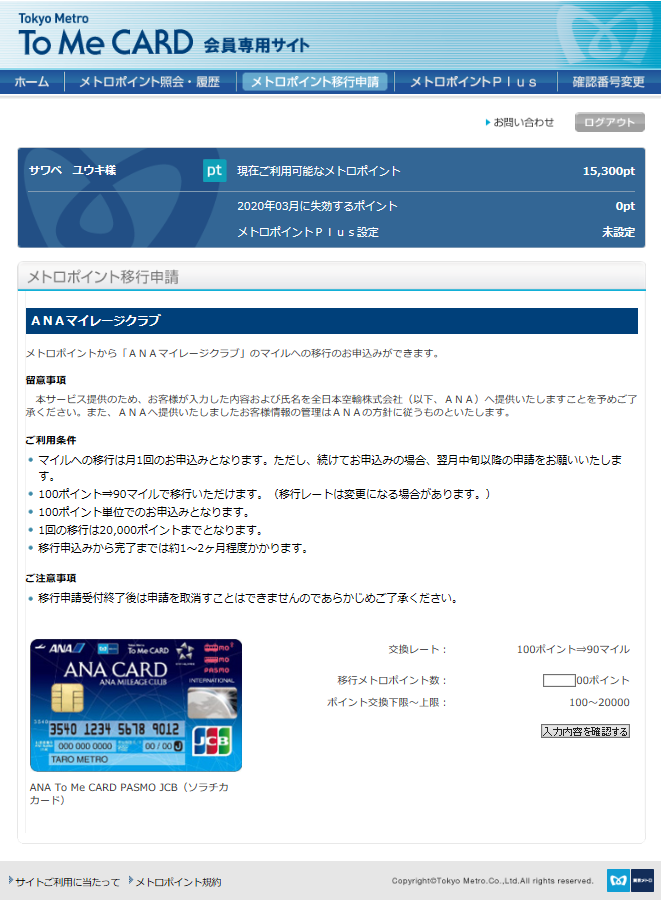 Tokyo Metro
To Me CARD 会員専用サイト
ホーム
メトロポイント照会・履歴
メトロポイント移行申請
メトロポイントＰｌｕｓ
確認番号変更
お問い合わせ
ログアウト
サワベ　ユウキ様
pt 現在ご利用可能なメトロポイント 15,300pt
2020年03月に失効するポイント 0pt
メトロポイントＰｌｕｓ設定 未設定
メトロポイント移行申請
ＡＮＡマイレージクラブ
メトロポイントから「ＡＮＡマイレージクラブ」のマイルへの移行のお申込みができます。
留意事項
本サービス提供のため、お客様が入力した内容および氏名を全日本空輸株式会社（以下、ＡＮＡ）へ提供いたしますことを予めご了
承ください。また、ＡＮＡへ提供いたしましたお客様情報の管理はＡＮＡの方針に従うものといたします。
ご利用条件
マイルへの移行は月1回のお申込みとなります。ただし、続けてお申込みの場合、翌月中旬以降の申請をお願いいたしま
す。
100ポイント⇒90マイルで移行いただけます。（移行レートは変更になる場合があります。）
100ポイント単位でのお申込みとなります。
1回の移行は20,000ポイントまでとなります。
移行申込みから完了までは約1～2ヶ月程度かかります。
ご注意事項
移行申請受付終了後は申請を取消すことはできませんのであらかじめご了承ください。
ANA To Me CARD
ANA CARD
ANA MILEAGE CLUB
PASMO
INTERNATIONAL
3540 1234 5678 9012
000 000 0000 00 / 00
TARO METRO
JCB
ANA To Me CARD PASMO JCB（ソラチカ
カード）
交換レート： 100ポイント⇒90マイル
移行メトロポイント数： 00ポイント
ポイント交換下限～上限： 100～20000
入力内容を確認する
サイトご利用に当たって
メトロポイント規約
Copyright©Tokyo Metro.Co.,Ltd.All rights reserved.
東京メトロ